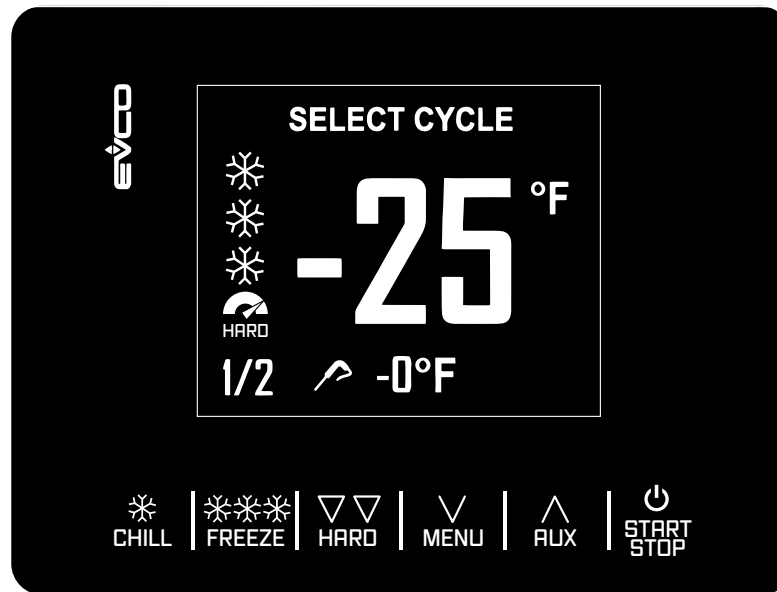 EVCO
SELECT CYCLE
-25 °F
HARD
1/2 -0°F
CHILL
FREEZE
HARD
MENU
AUX
START
STOP